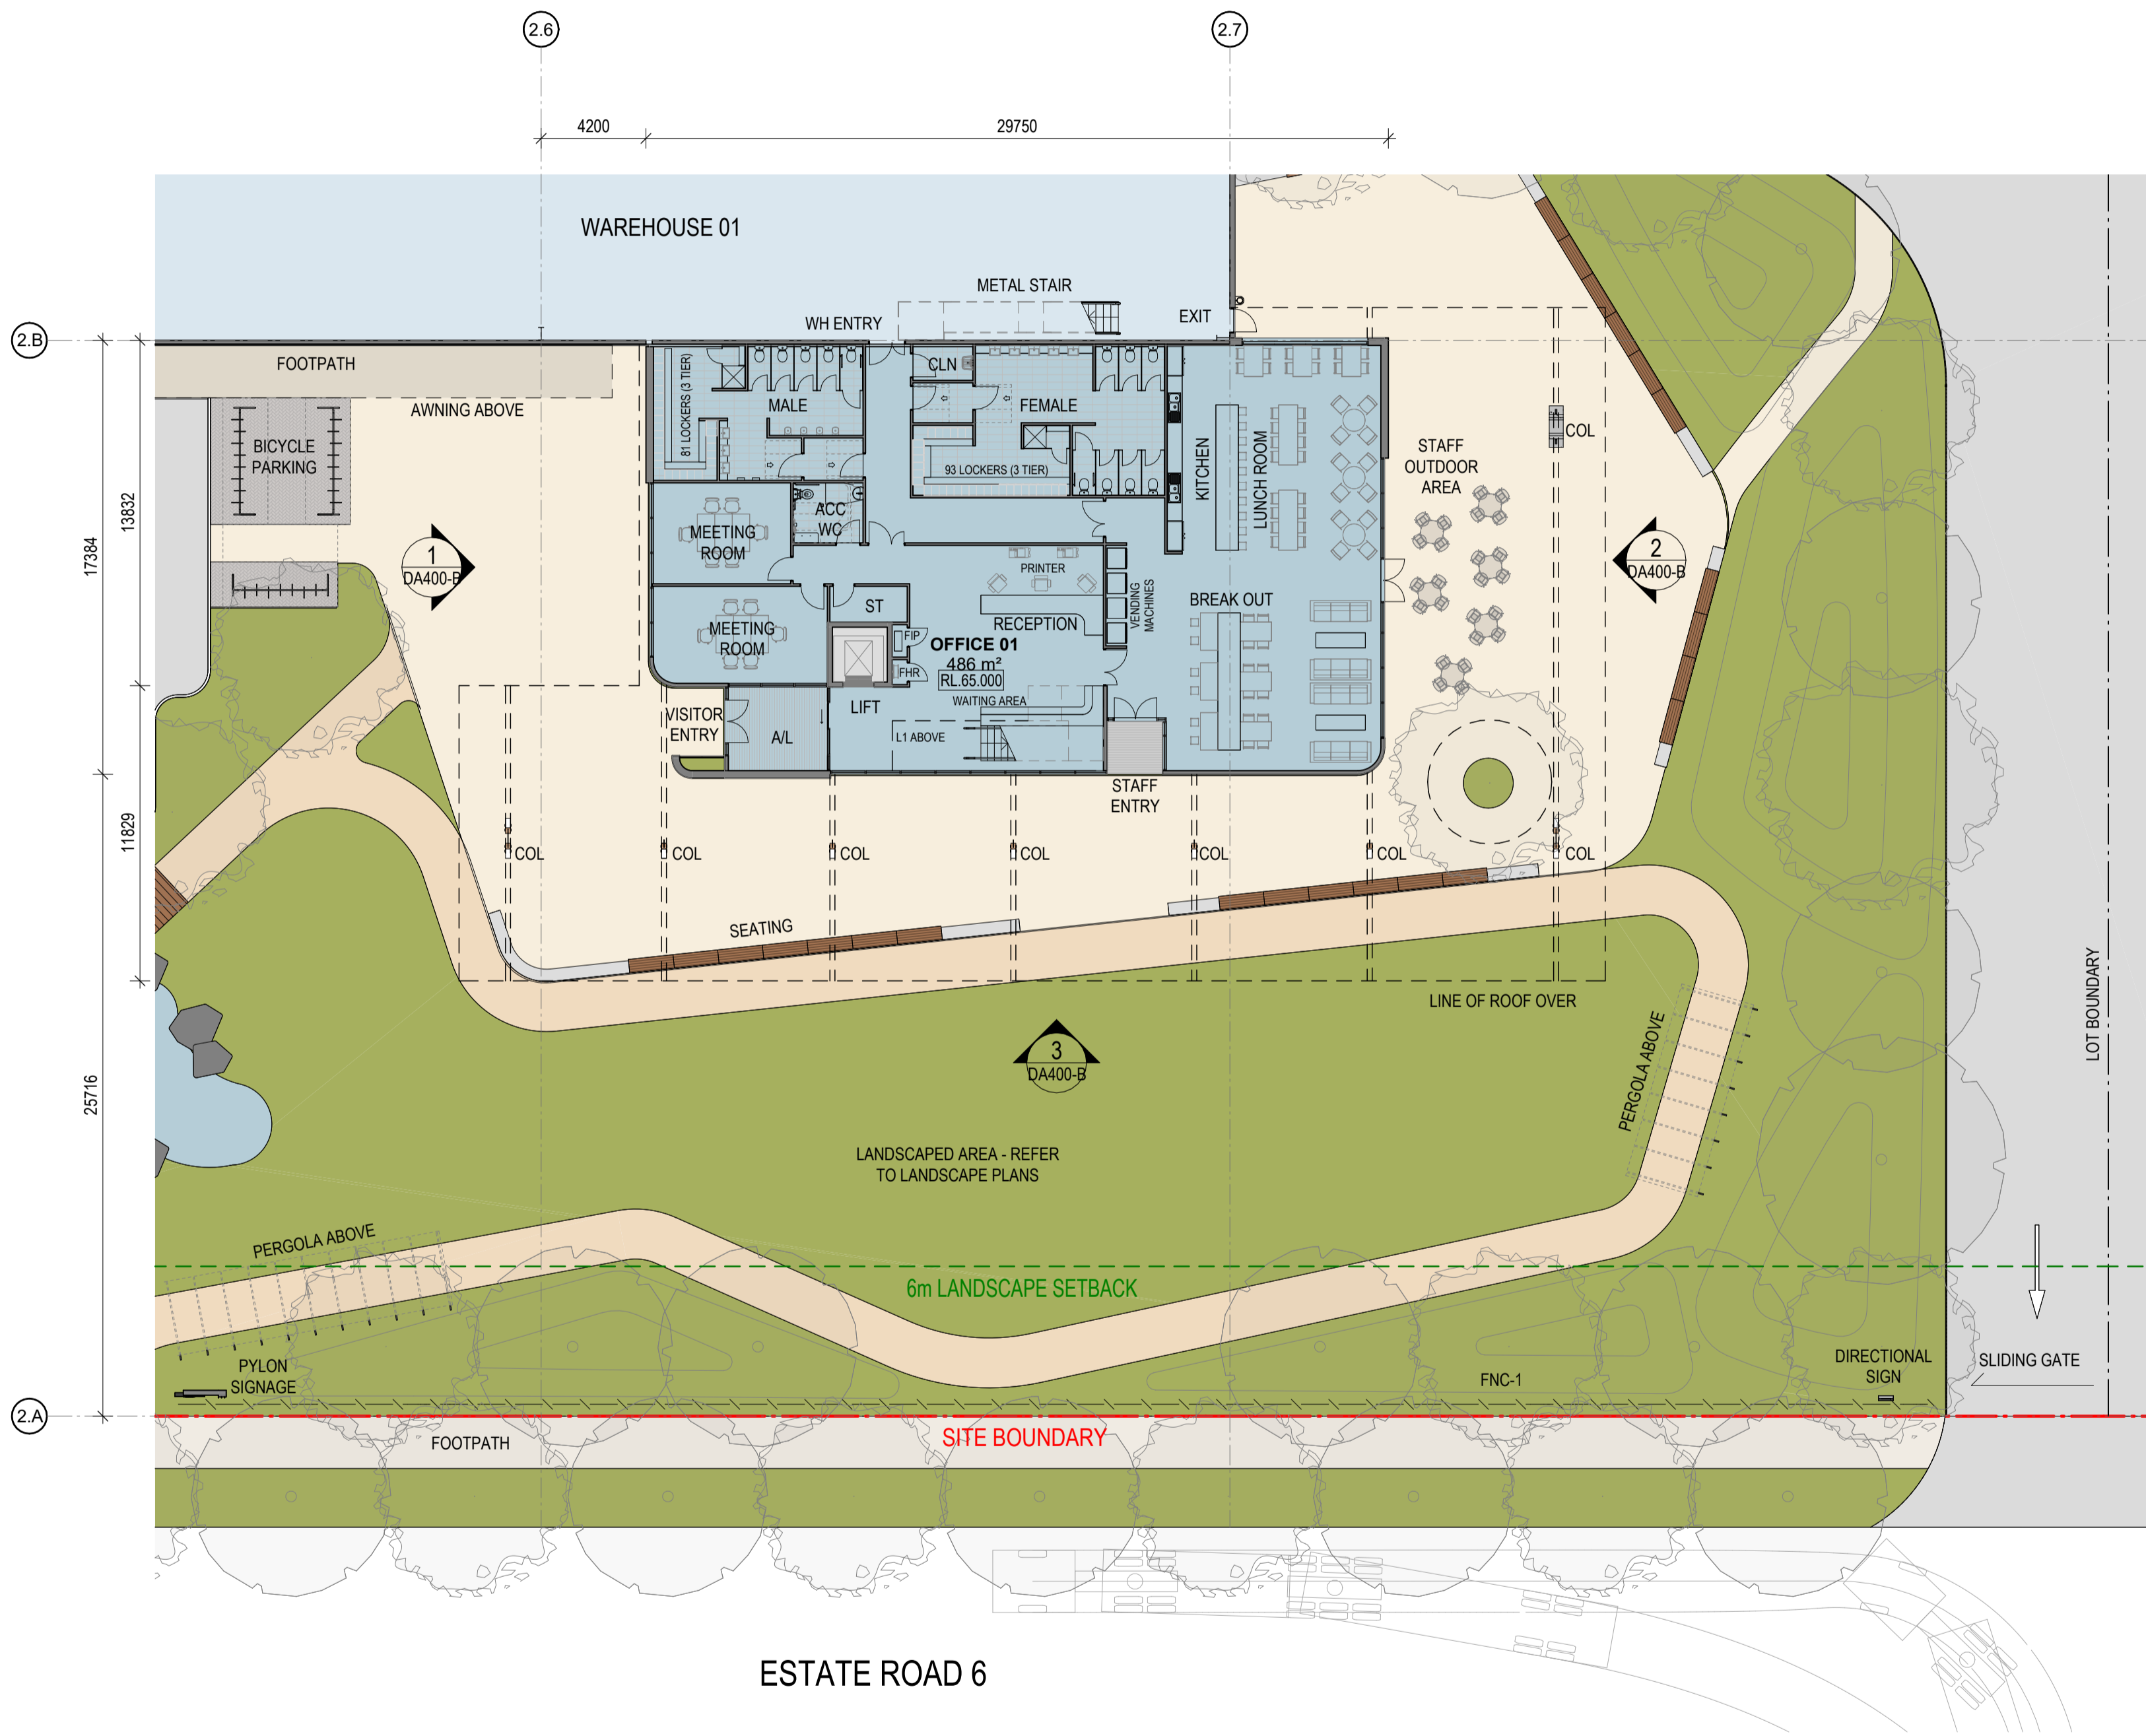 2.6
2.7
4200
29750
WAREHOUSE 01
METAL STAIR
WH ENTRY
EXIT
2.B
FOOTPATH
AWNING ABOVE
BICYCLE
PARKING
81 LOCKERS (3 TIER)
MALE
CLN
FEMALE
93 LOCKERS (3 TIER)
KITCHEN
LUNCH ROOM
STAFF
OUTDOOR
AREA
COL
13832
17384
1
DA400-B
2
DA400-B
MEETING
ROOM
ACC
WC
PRINTER
VENDING
MACHINES
BREAK OUT
ST
RECEPTION
MEETING
ROOM
FIP
FHR
OFFICE 01
486 m²
RL.65.000
WAITING AREA
VISITOR
ENTRY
A/L
LIFT
L1 ABOVE
STAFF
ENTRY
11829
COL
COL
COL
COL
COL
COL
COL
SEATING
LINE OF ROOF OVER
LOT BOUNDARY
PERGOLA ABOVE
3
DA400-B
25716
LANDSCAPED AREA - REFER
TO LANDSCAPE PLANS
PERGOLA ABOVE
6m LANDSCAPE SETBACK
PYLON
SIGNAGE
FNC-1
DIRECTIONAL
SIGN
SLIDING GATE
2.A
FOOTPATH
SITE BOUNDARY
ESTATE ROAD 6